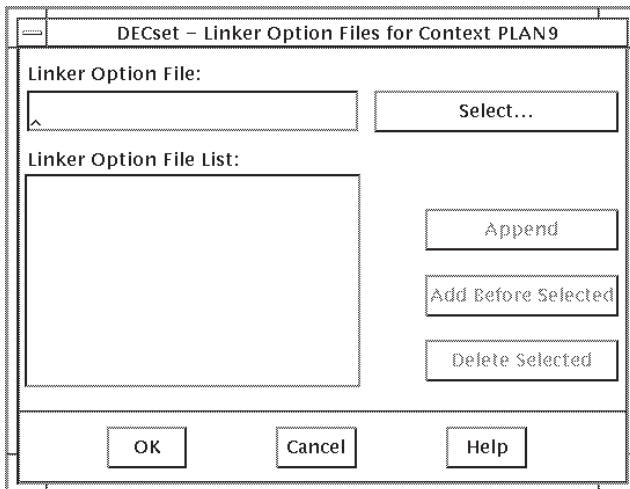 DECset – Linker Option Files for Context PLAN9
Linker Option File:
Select...
Linker Option File List:
Append
Add Before Selected
Delete Selected
OK
Cancel
Help